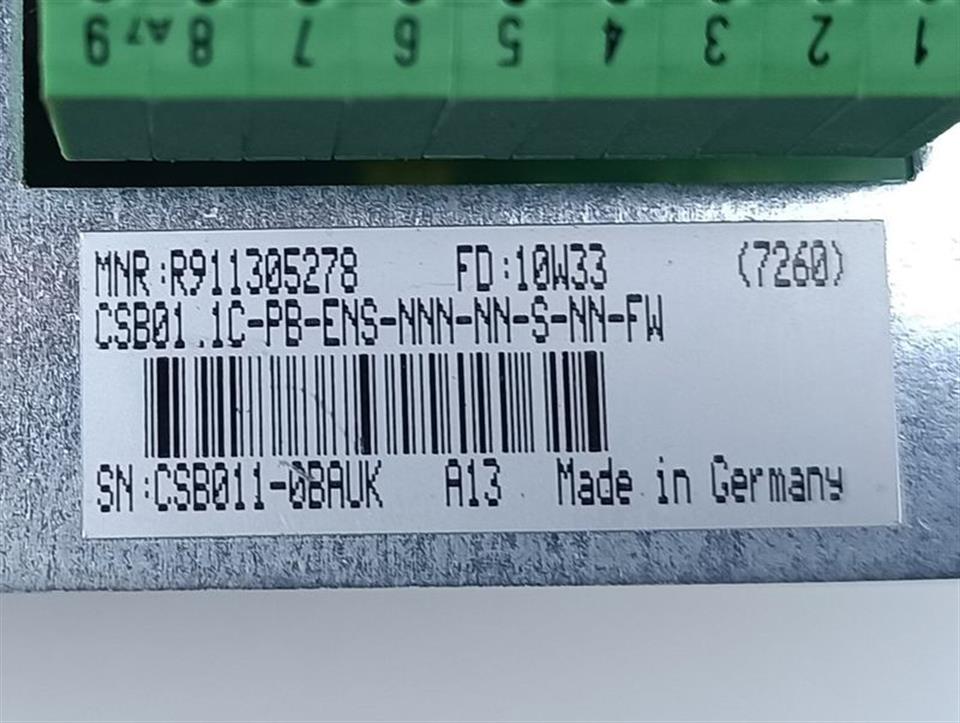 9 A7 8 7 6 5 4 3 2 1
MNR:R911305278 FD:10W33 (7260)
CSB01.1C-PB-ENS-NNN-NN-S-NN-FW
SN:CSB011-0BAUK A13 Made in Germany